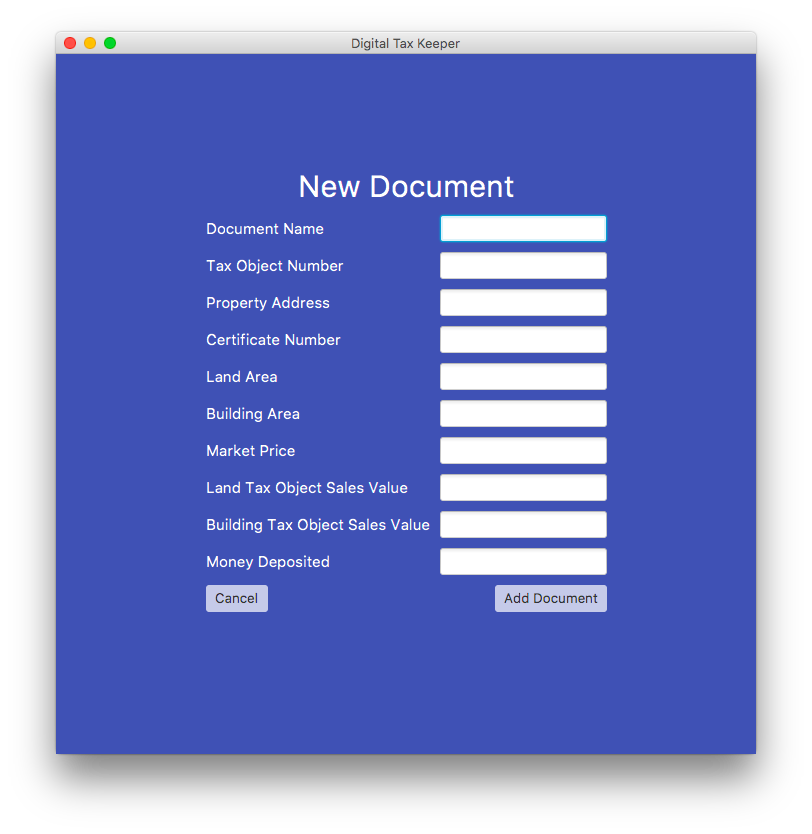 Digital Tax Keeper
New Document
Document Name
Tax Object Number
Property Address
Certificate Number
Land Area
Building Area
Market Price
Land Tax Object Sales Value
Building Tax Object Sales Value
Money Deposited
Cancel Add Document